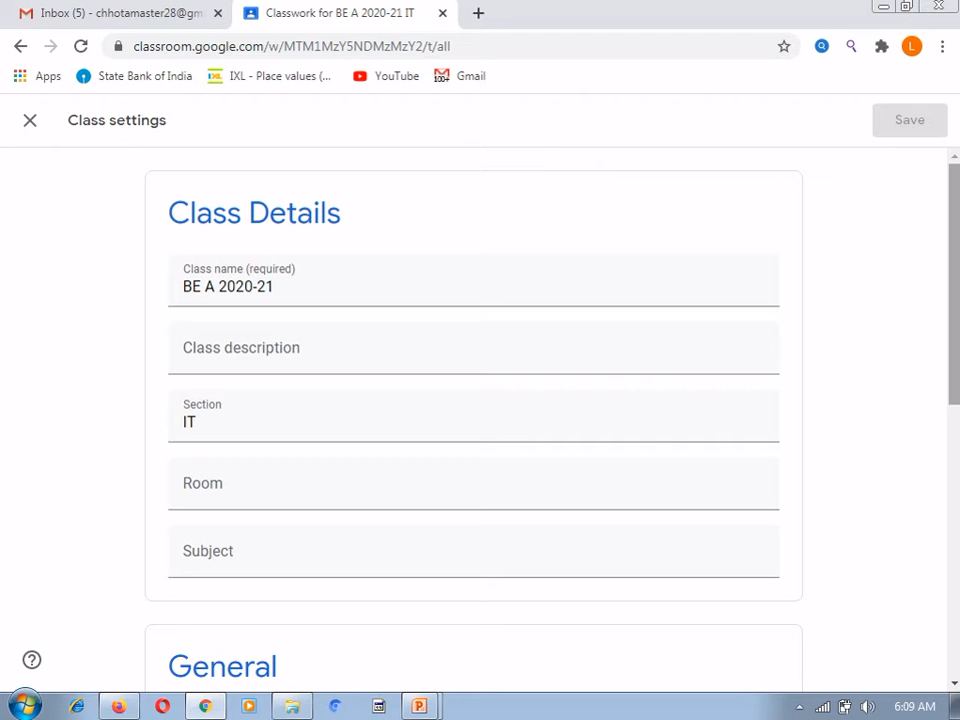 Inbox (5) - chhotamaster28@gm
Classwork for BE A 2020-21 IT
classroom.google.com/w/MTM1MzY5NDMzMzY2/t/all
L
Apps
State Bank of India
IXL - Place values (...
YouTube
100+
Gmail
Class settings
Save
Class Details
Class name (required)
BE A 2020-21
Class description
Section
IT
Room
Subject
General
6:09 AM